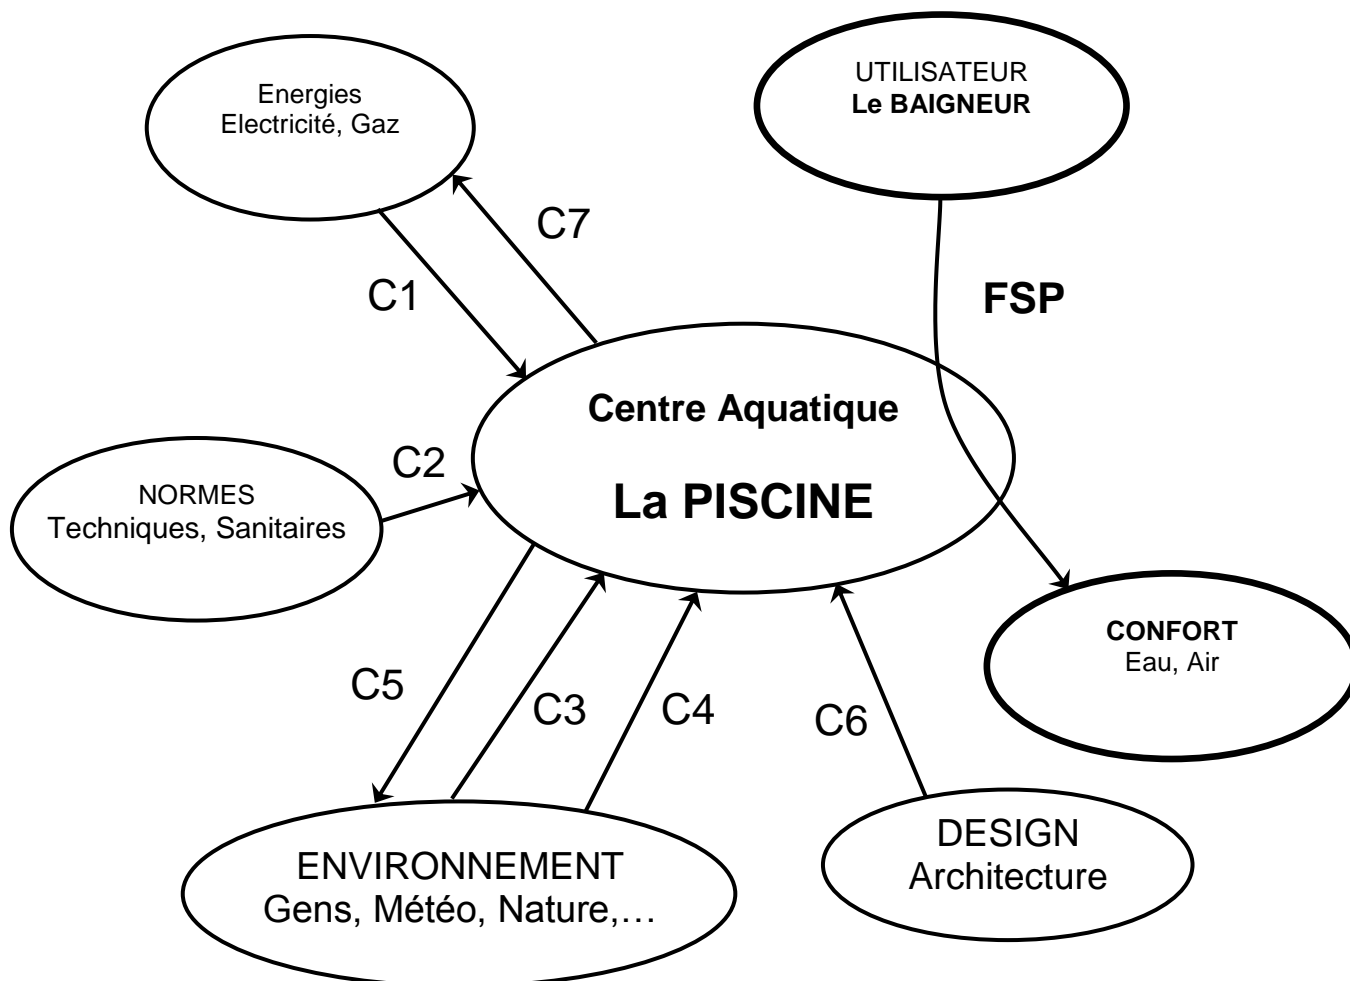 Energies
Electricité, Gaz
UTILISATEUR
Le BAIGNEUR
C7
C1
FSP
Centre Aquatique
La PISCINE
C2
NORMES
Techniques, Sanitaires
CONFORT
Eau, Air
C5
C3
C4
C6
DESIGN
Architecture
ENVIRONNEMENT
Gens, Météo, Nature,…